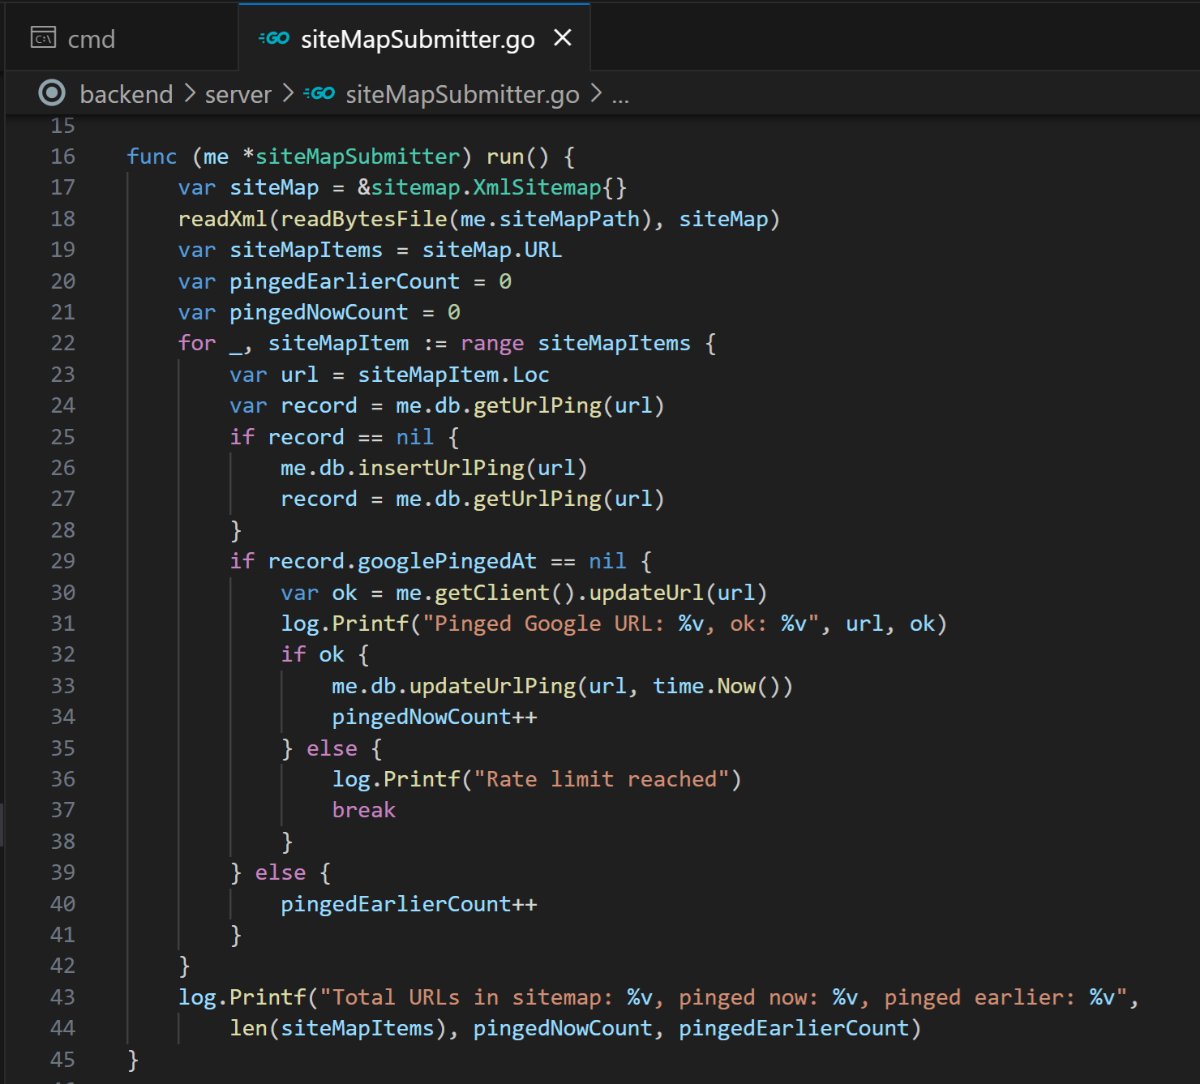 cmd
GO siteMapSubmitter.go
backend > server > GO siteMapSubmitter.go > ...
15
16 func (me *siteMapSubmitter) run() {
17     var siteMap = &sitemap.XmlSitemap{}
18     readXml(readBytesFile(me.siteMapPath), siteMap)
19     var siteMapItems = siteMap.URL
20     var pingedEarlierCount = 0
21     var pingedNowCount = 0
22     for _, siteMapItem := range siteMapItems {
23         var url = siteMapItem.Loc
24         var record = me.db.getUrlPing(url)
25         if record == nil {
26             me.db.insertUrlPing(url)
27             record = me.db.getUrlPing(url)
28         }
29         if record.googlePingedAt == nil {
30             var ok = me.getClient().updateUrl(url)
31             log.Printf("Pinged Google URL: %v, ok: %v", url, ok)
32             if ok {
33                 me.db.updateUrlPing(url, time.Now())
34                 pingedNowCount++
35             } else {
36                 log.Printf("Rate limit reached")
37                 break
38             }
39         } else {
40             pingedEarlierCount++
41         }
42     }
43     log.Printf("Total URLs in sitemap: %v, pinged now: %v, pinged earlier: %v",
44         len(siteMapItems), pingedNowCount, pingedEarlierCount)
45 }